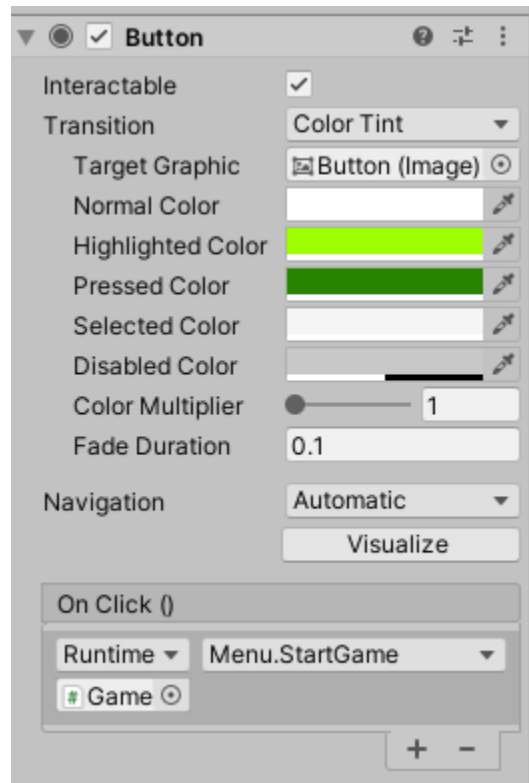 Button
Interactable
Transition Color Tint
Target Graphic Button (Image)
Normal Color
Highlighted Color
Pressed Color
Selected Color
Disabled Color
Color Multiplier 1
Fade Duration 0.1
Navigation Automatic
Visualize
On Click ()
Runtime Menu.StartGame
# Game
+ −